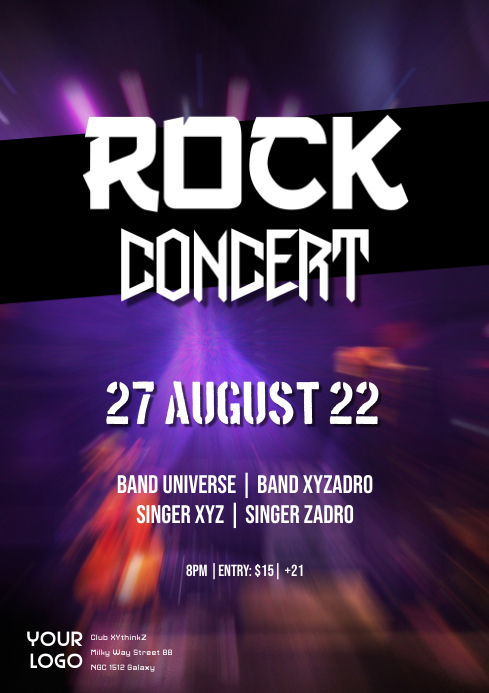 ROCK
CONCERT
27 AUGUST 22
BAND UNIVERSE | BAND XYZADRO
SINGER XYZ | SINGER ZADRO
8PM | ENTRY: $15 | +21
YOUR LOGO
Club XYthinkZ
Milky Way Street 88
NGC 1512 Galaxy